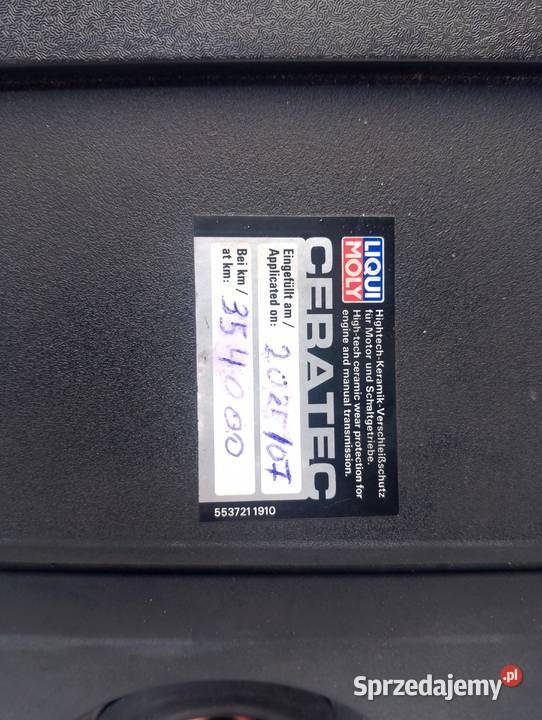 LIQUI
MOLY
Hightech-Keramik-Verschleißschutz
für Motor und Schaltgetriebe.
High-tech ceramic wear protection for
engine and manual transmission.
CERATEC
Eingefüllt am /
Applicated on:
2025/07
Bei km /
at km:
354000
5537211910
Sprzedajemy.pl